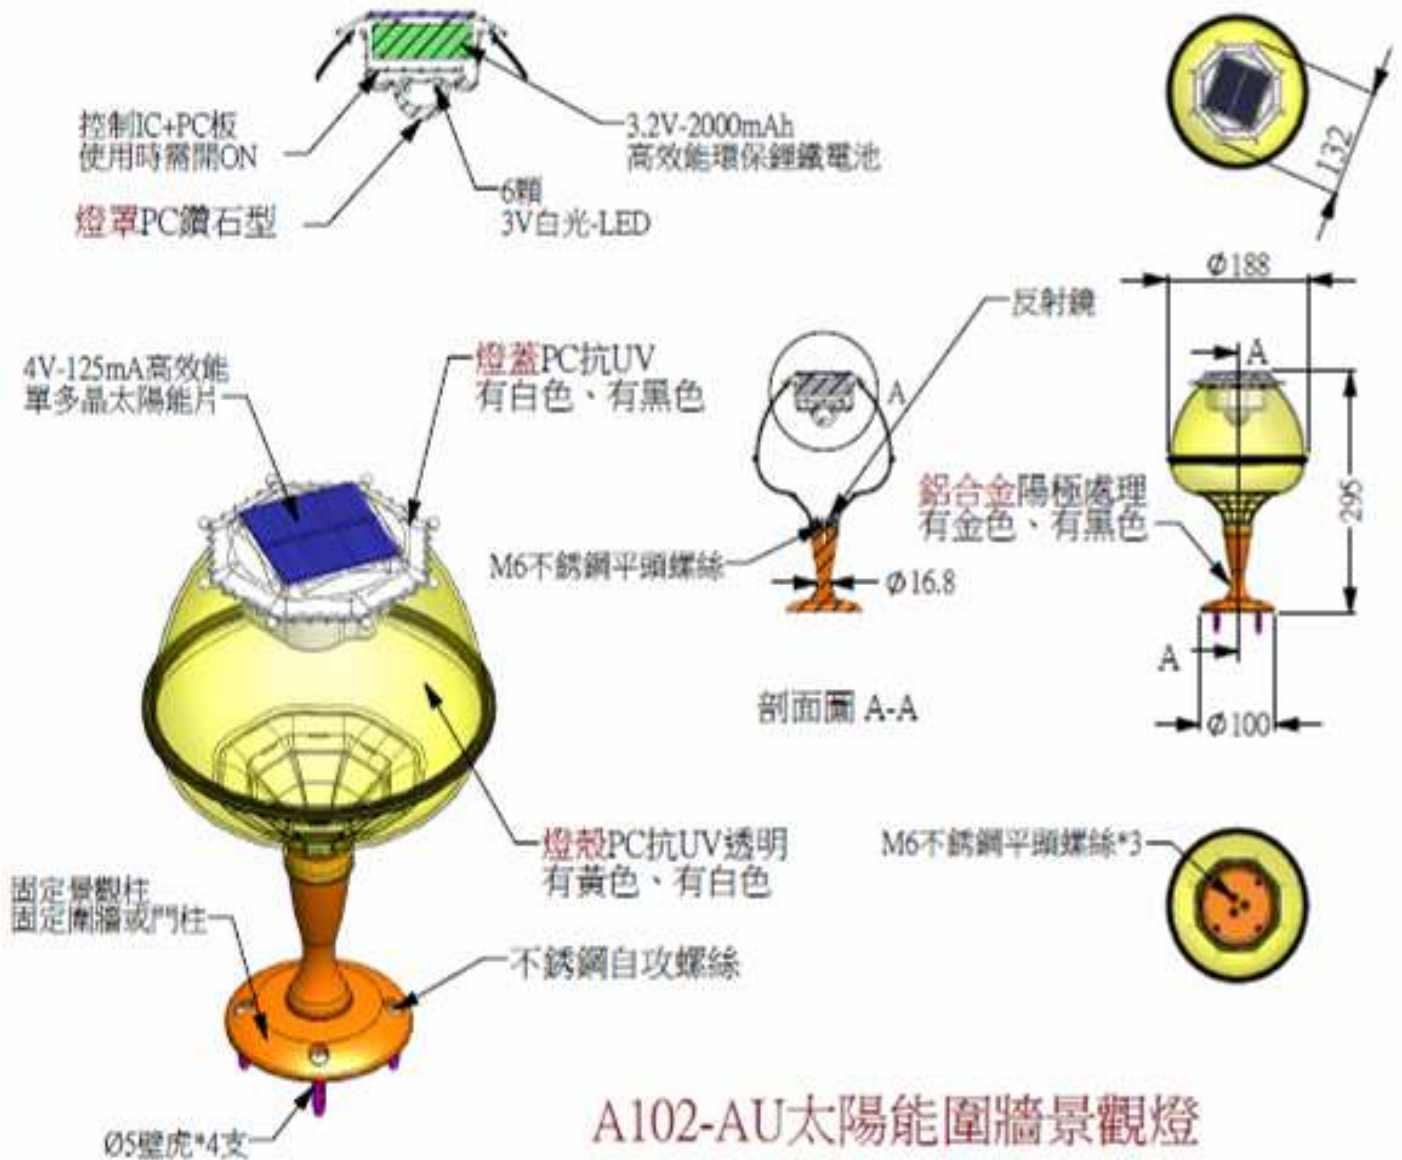 控制IC+PC板
使用時需開ON
燈罩PC鑽石型
3.2V-2000mAh
高效能環保鋰鐵電池
6顆
3V白光-LED
132
4V-125mA高效能
單多晶太陽能片
燈蓋PC抗UV
有白色、有黑色
反射鏡
A
M6不銹鋼平頭螺絲
Ø16.8
剖面圖 A-A
Ø188
A
鋁合金陽極處理
有金色、有黑色
295
A
Ø100
燈殼PC抗UV透明
有黃色、有白色
M6不銹鋼平頭螺絲*3
固定景觀柱
固定圍牆或門柱
不銹鋼自攻螺絲
Ø5壁虎*4支
A102-AU太陽能圍牆景觀燈